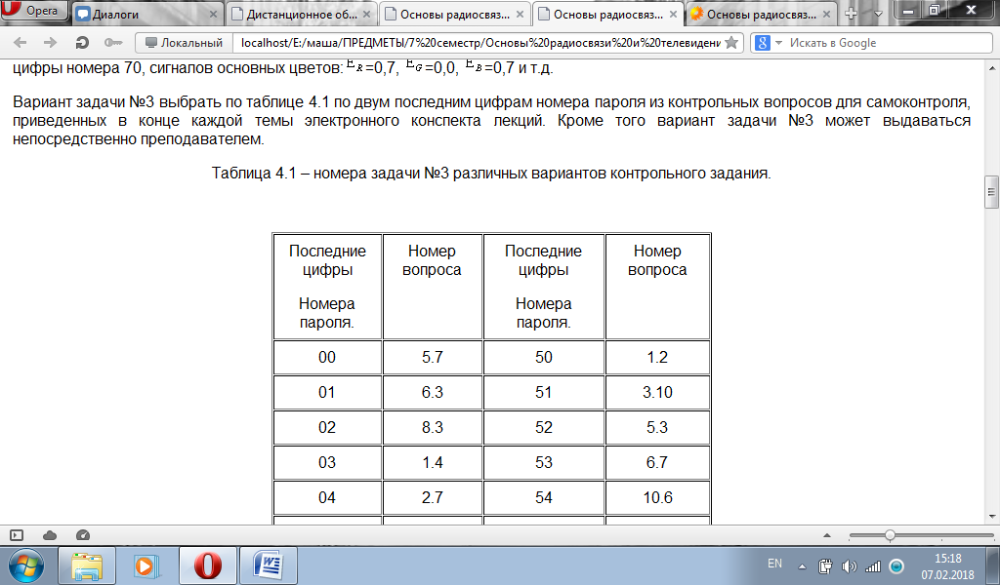 Opera
Диалоги
Дистанционное об...
Основы радиосвяз...
Основы радиосвяз...
Основы радиосвяз...
Локальный
localhost/E:/маша/ПРЕДМЕТЫ/7%20семестр/Основы%20радиосвязи%20и%20телевидени
Искать в Google
цифры номера 70, сигналов основных цветов: E R =0,7, E G =0,0, E B =0,7 и т.д.
Вариант задачи №3 выбрать по таблице 4.1 по двум последним цифрам номера пароля из контрольных вопросов для самоконтроля,
приведенных в конце каждой темы электронного конспекта лекций. Кроме того вариант задачи №3 может выдаваться
непосредственно преподавателем.
Таблица 4.1 – номера задачи №3 различных вариантов контрольного задания.
Последние цифры Номера пароля. Номер вопроса Последние цифры Номера пароля. Номер вопроса
00 5.7 50 1.2
01 6.3 51 3.10
02 8.3 52 5.3
03 1.4 53 6.7
04 2.7 54 10.6
EN
15:18
07.02.2018